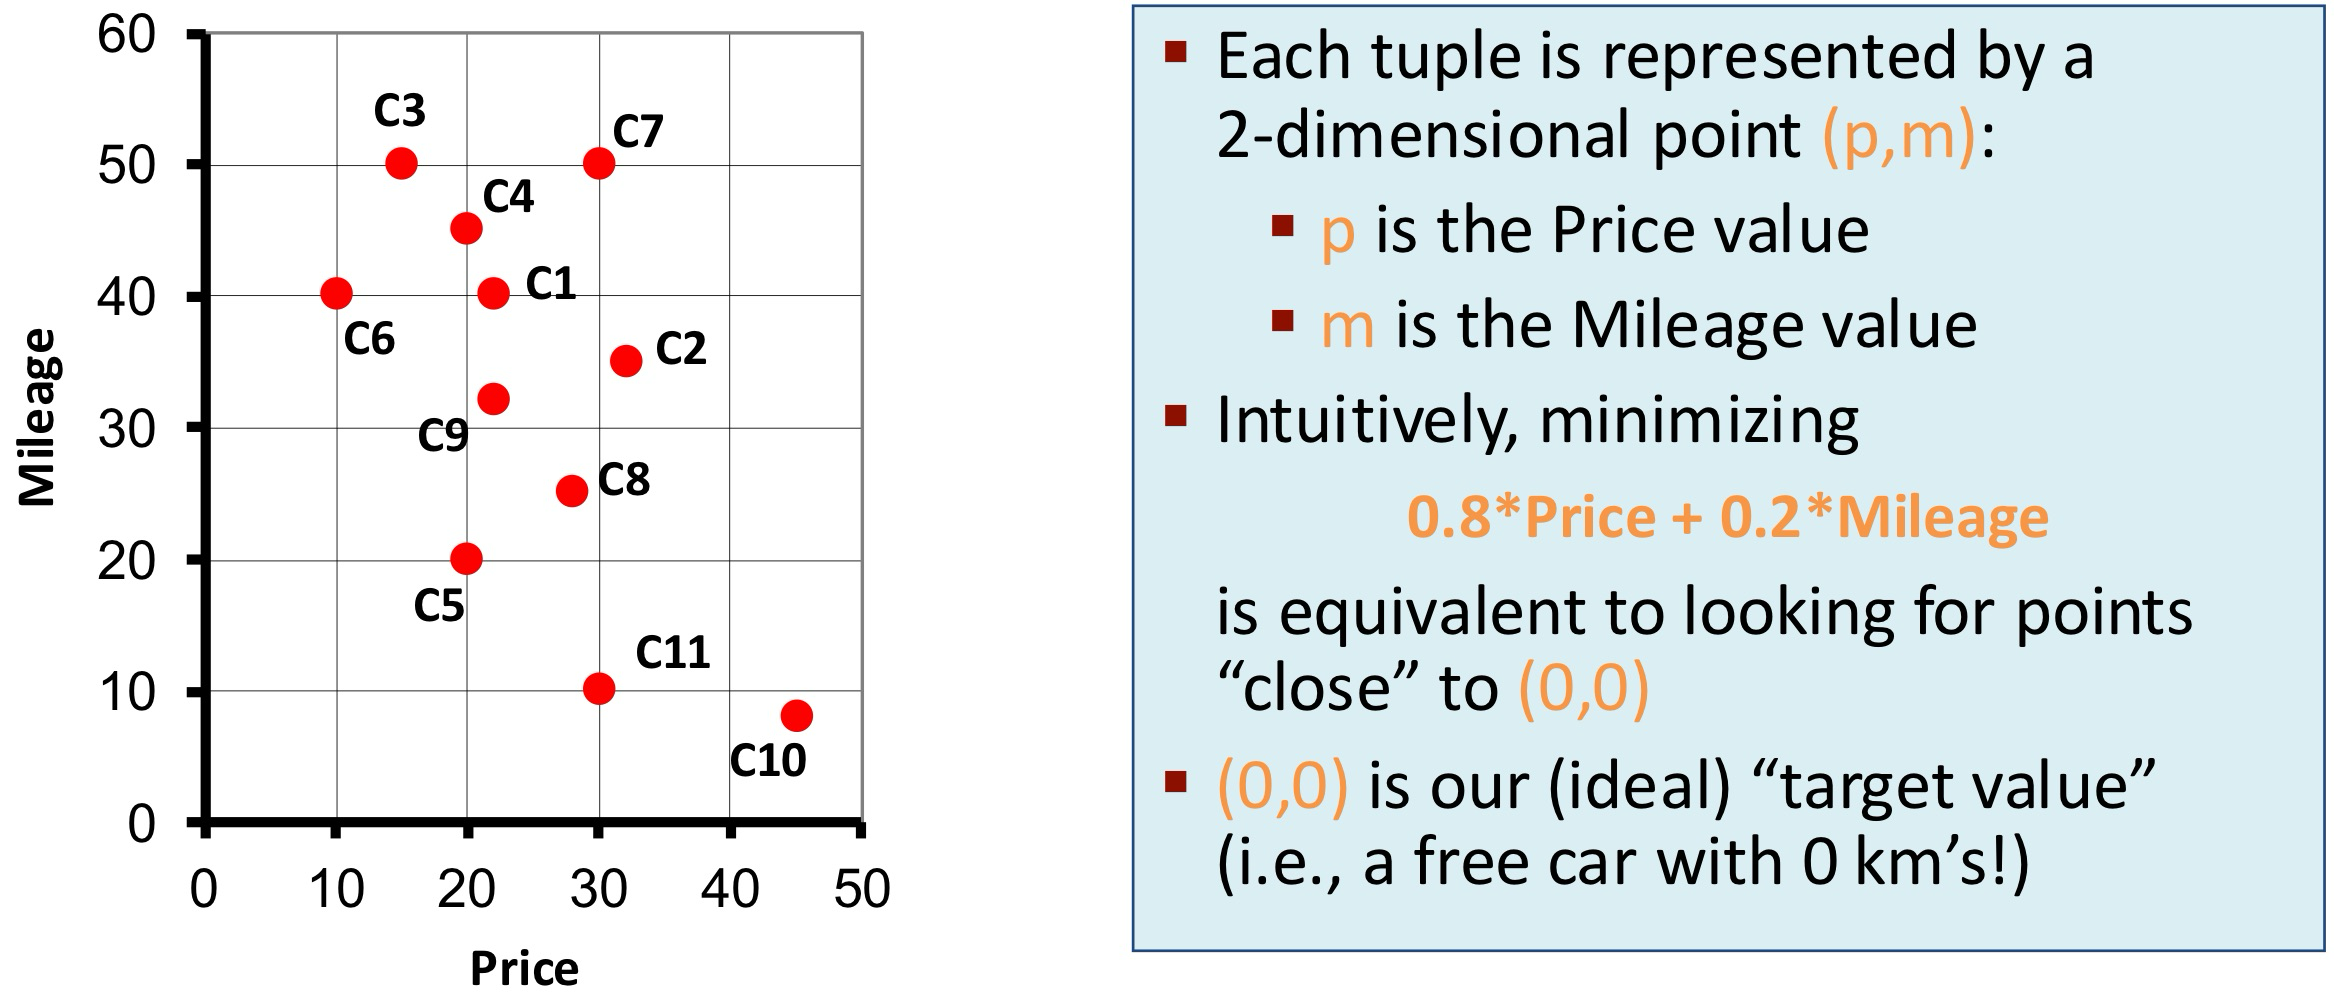 60
50
40
30
20
10
0
0 10 20 30 40 50
Mileage
Price
C3
C7
C4
C1
C6
C2
C9
C8
C5
C11
C10
Each tuple is represented by a
2-dimensional point (p,m):
p is the Price value
m is the Mileage value
Intuitively, minimizing
0.8*Price + 0.2*Mileage
is equivalent to looking for points
“close” to (0,0)
(0,0) is our (ideal) “target value”
(i.e., a free car with 0 km’s!)